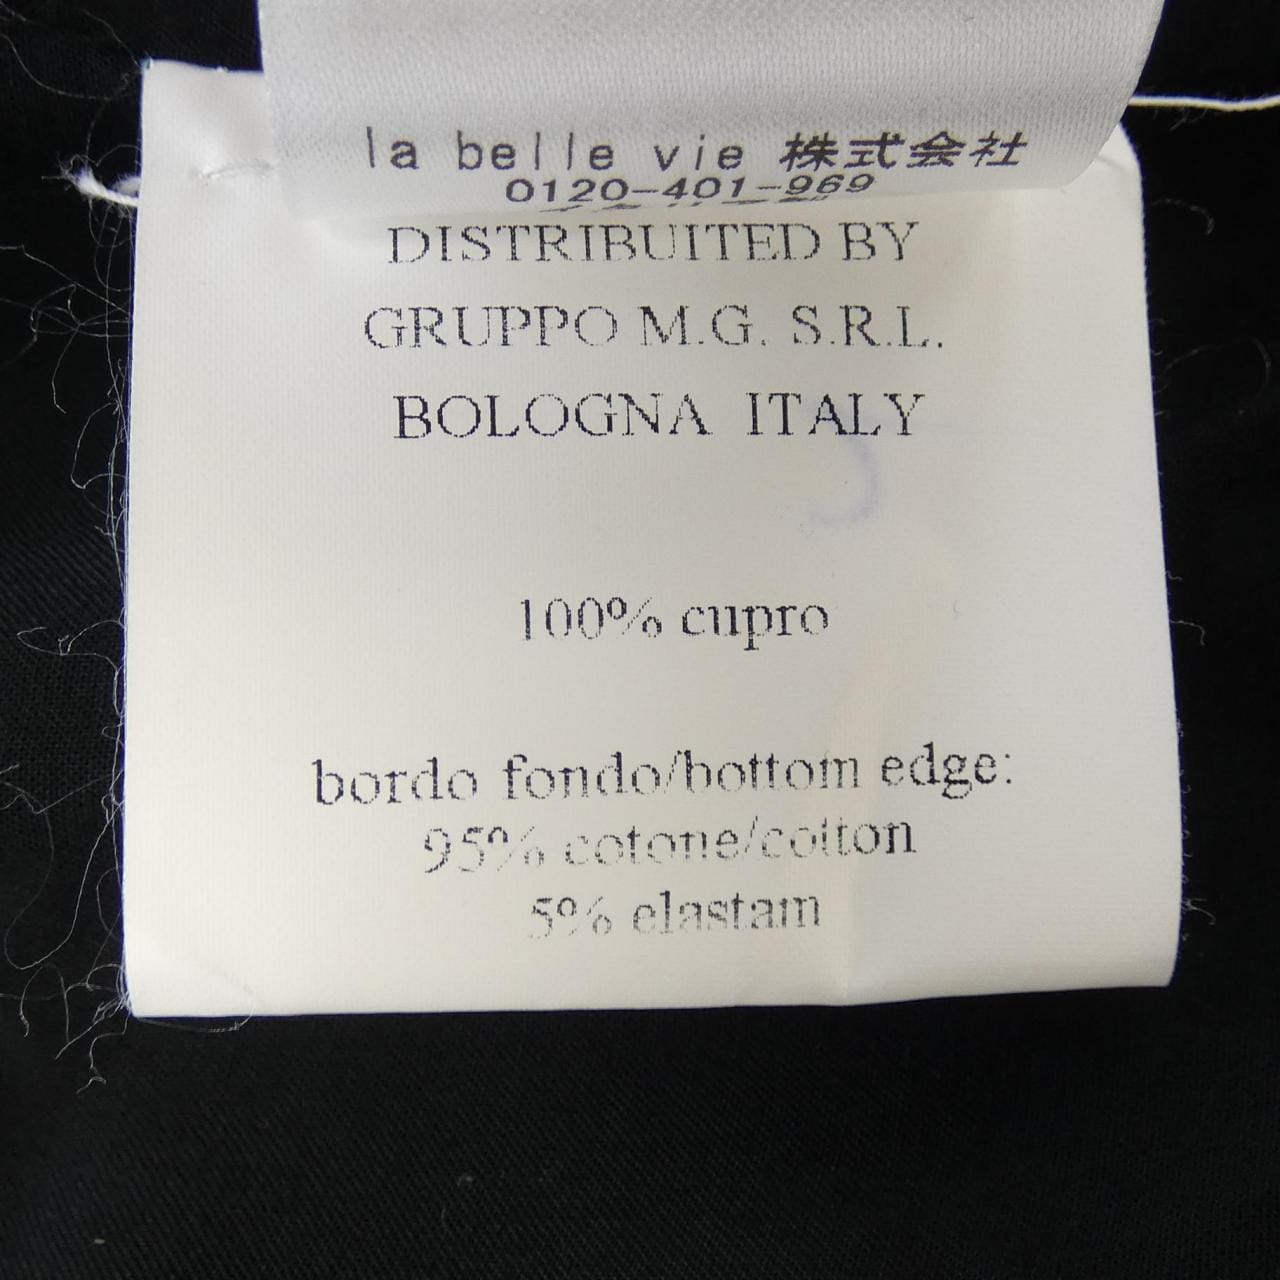 la belle vie 株式会社
0120-401-969
DISTRIBUITED BY
GRUPPO M.G. S.R.L.
BOLOGNA ITALY
100% cupro
bordo fondo/bottom edge:
95% cotone/cotton
5% elastam